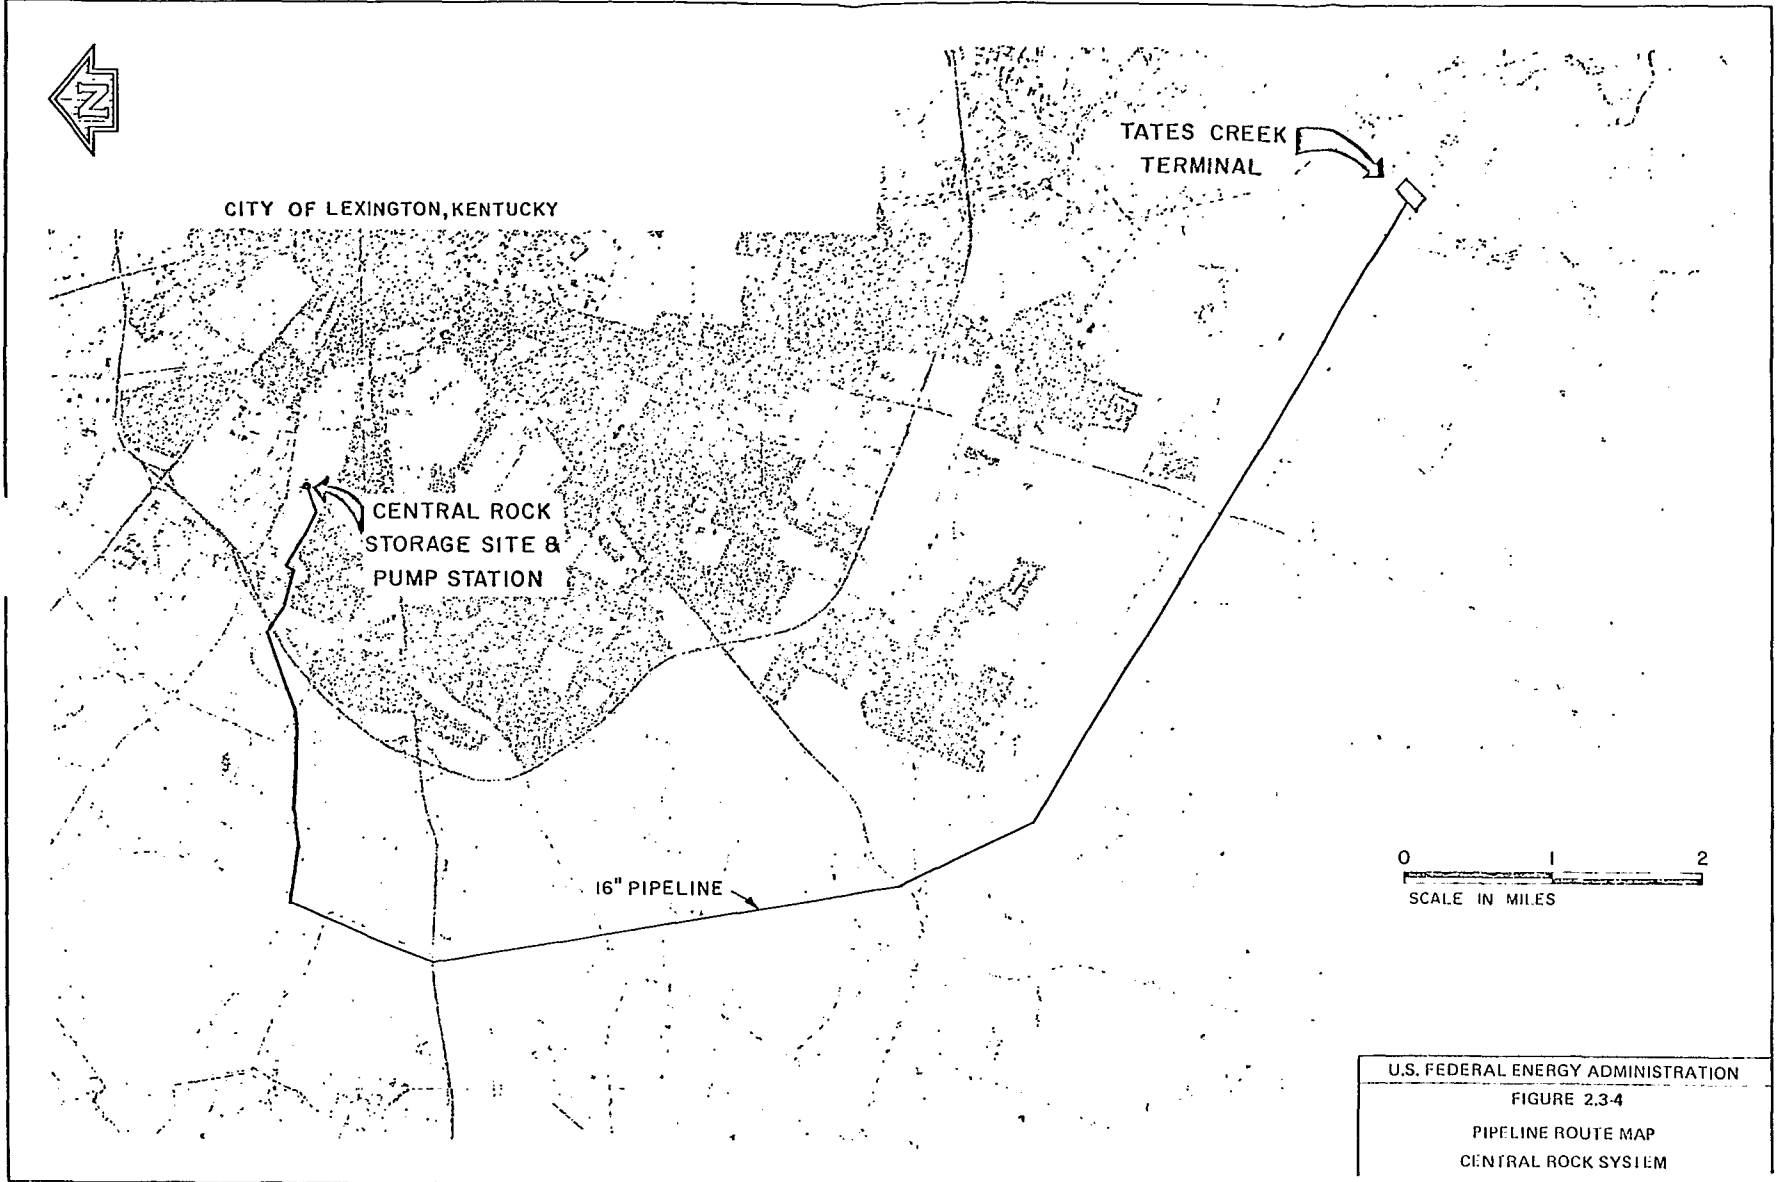 N
CITY OF LEXINGTON, KENTUCKY
TATES CREEK
TERMINAL
CENTRAL ROCK
STORAGE SITE &
PUMP STATION
16" PIPELINE
0 1 2
SCALE IN MILES
U.S. FEDERAL ENERGY ADMINISTRATION
FIGURE 2.3-4
PIPELINE ROUTE MAP
CENTRAL ROCK SYSTEM